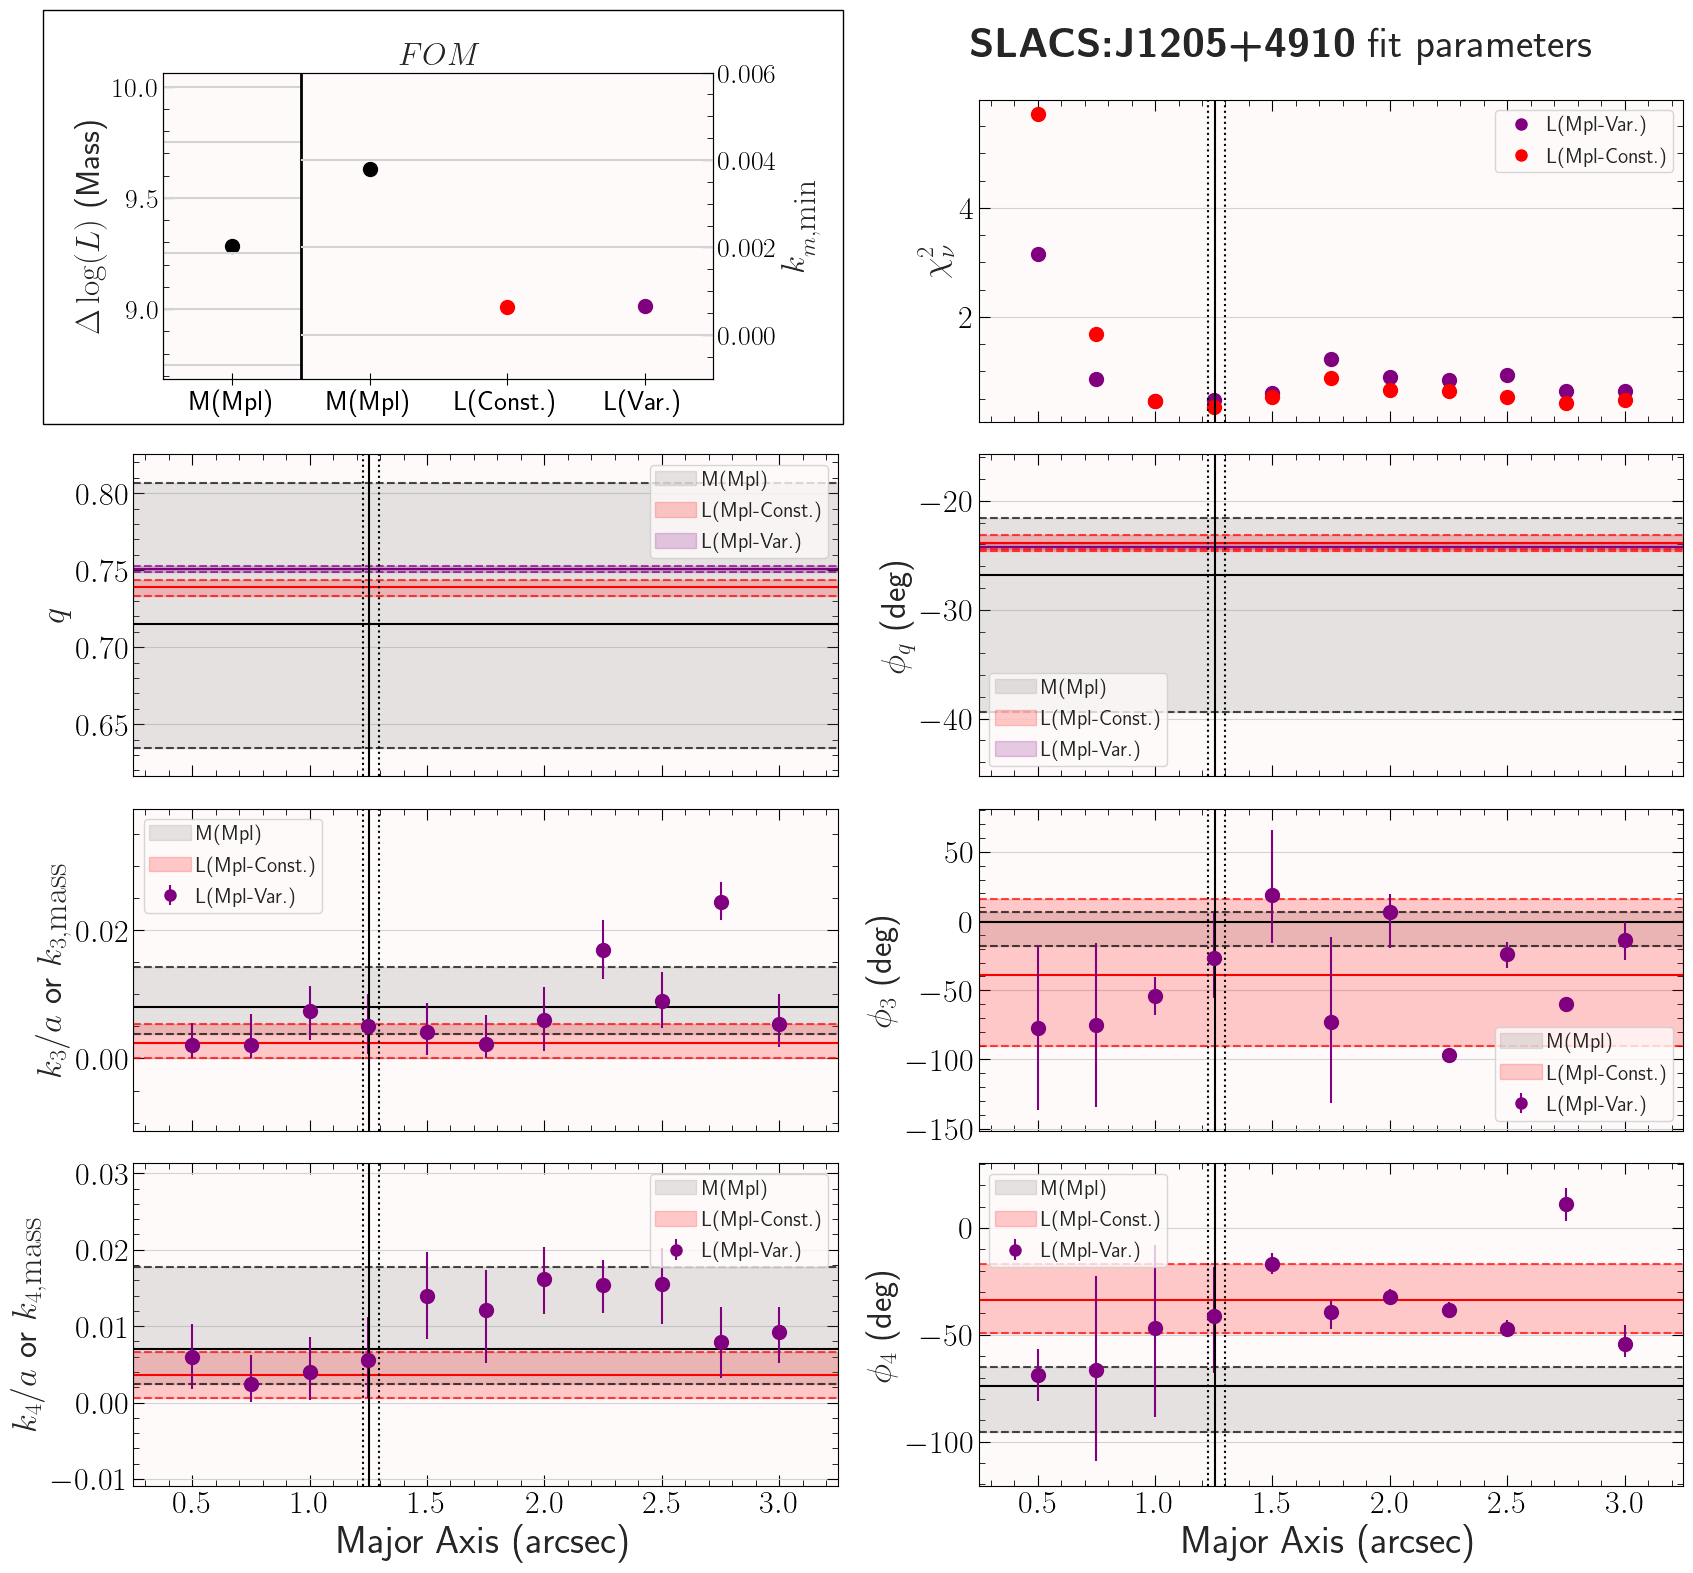 SLACS:J1205+4910 fit parameters
FOM
10.0
9.5
9.0
Δ log(L) (Mass)
0.006
0.004
0.002
0.000
k_{m,min}
M(Mpl) M(Mpl) L(Const.) L(Var.)
4
2
χ²_ν
L(Mpl-Var.)
L(Mpl-Const.)
0.80
0.75
0.70
0.65
q
M(Mpl)
L(Mpl-Const.)
L(Mpl-Var.)
−20
−30
−40
ϕ_q (deg)
M(Mpl)
L(Mpl-Const.)
L(Mpl-Var.)
0.02
0.00
k₃/a or k_{3,mass}
M(Mpl)
L(Mpl-Const.)
L(Mpl-Var.)
50
0
−50
−100
−150
ϕ₃ (deg)
M(Mpl)
L(Mpl-Const.)
L(Mpl-Var.)
0.03
0.02
0.01
0.00
−0.01
k₄/a or k_{4,mass}
M(Mpl)
L(Mpl-Const.)
L(Mpl-Var.)
0.5 1.0 1.5 2.0 2.5 3.0
Major Axis (arcsec)
0
−50
−100
ϕ₄ (deg)
M(Mpl)
L(Mpl-Const.)
L(Mpl-Var.)
0.5 1.0 1.5 2.0 2.5 3.0
Major Axis (arcsec)